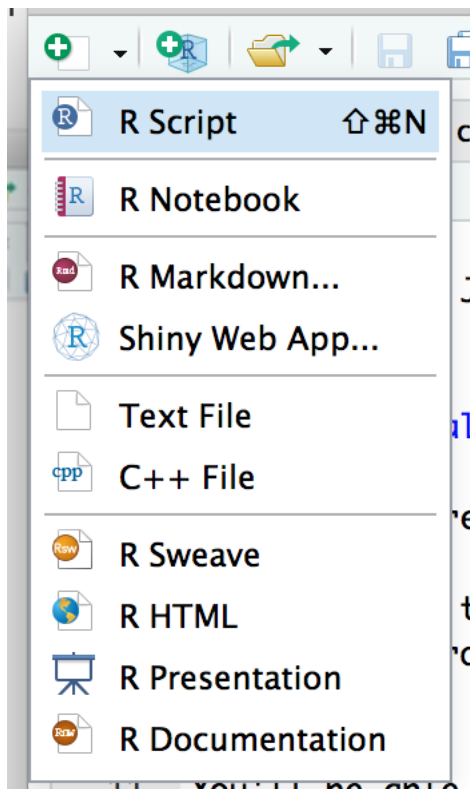 R Script ⇧⌘N
R Notebook
R Markdown...
Shiny Web App...
Text File
C++ File
R Sweave
R HTML
R Presentation
R Documentation